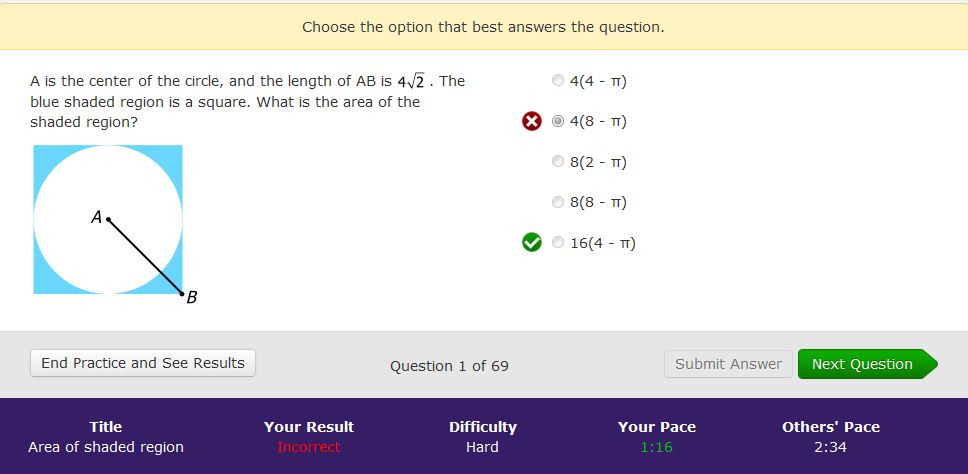 Choose the option that best answers the question.
A is the center of the circle, and the length of AB is 4√2 . The
blue shaded region is a square. What is the area of the
shaded region?
A
B
4(4 - π)
4(8 - π)
8(2 - π)
8(8 - π)
16(4 - π)
End Practice and See Results
Question 1 of 69
Submit Answer
Next Question
Title
Your Result
Difficulty
Your Pace
Others' Pace
Area of shaded region
Incorrect
Hard
1:16
2:34